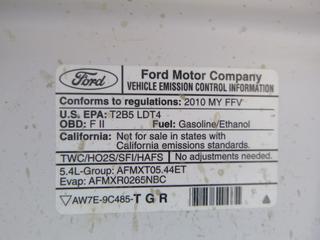 Ford
Ford Motor Company
VEHICLE EMISSION CONTROL INFORMATION
Conforms to regulations: 2010 MY FFV
U.S. EPA: T2B5 LDT4
OBD: F II Fuel: Gasoline/Ethanol
California: Not for sale in states with
California emissions standards.
TWC/HO2S/SFI/HAFS No adjustments needed.
5.4L-Group: AFMXT05.44ET
Evap: AFMXR0265NBC
AW7E-9C485-T G R